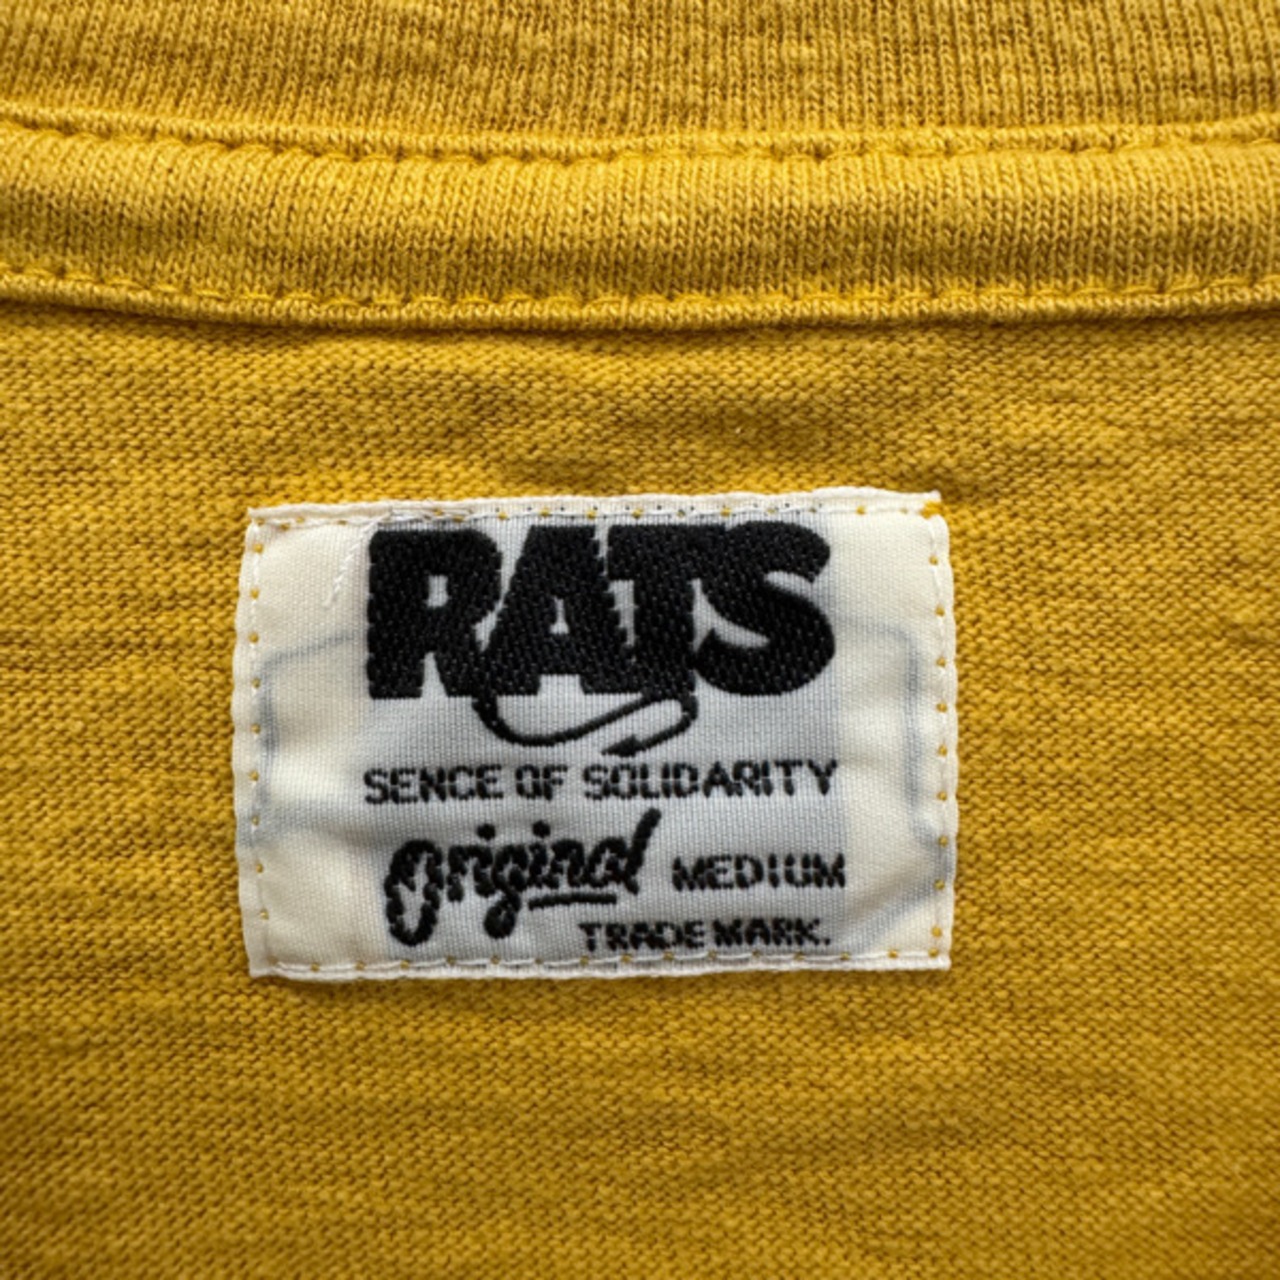 RATS
SENCE OF SOLIDARITY
Original MEDIUM
TRADE MARK.